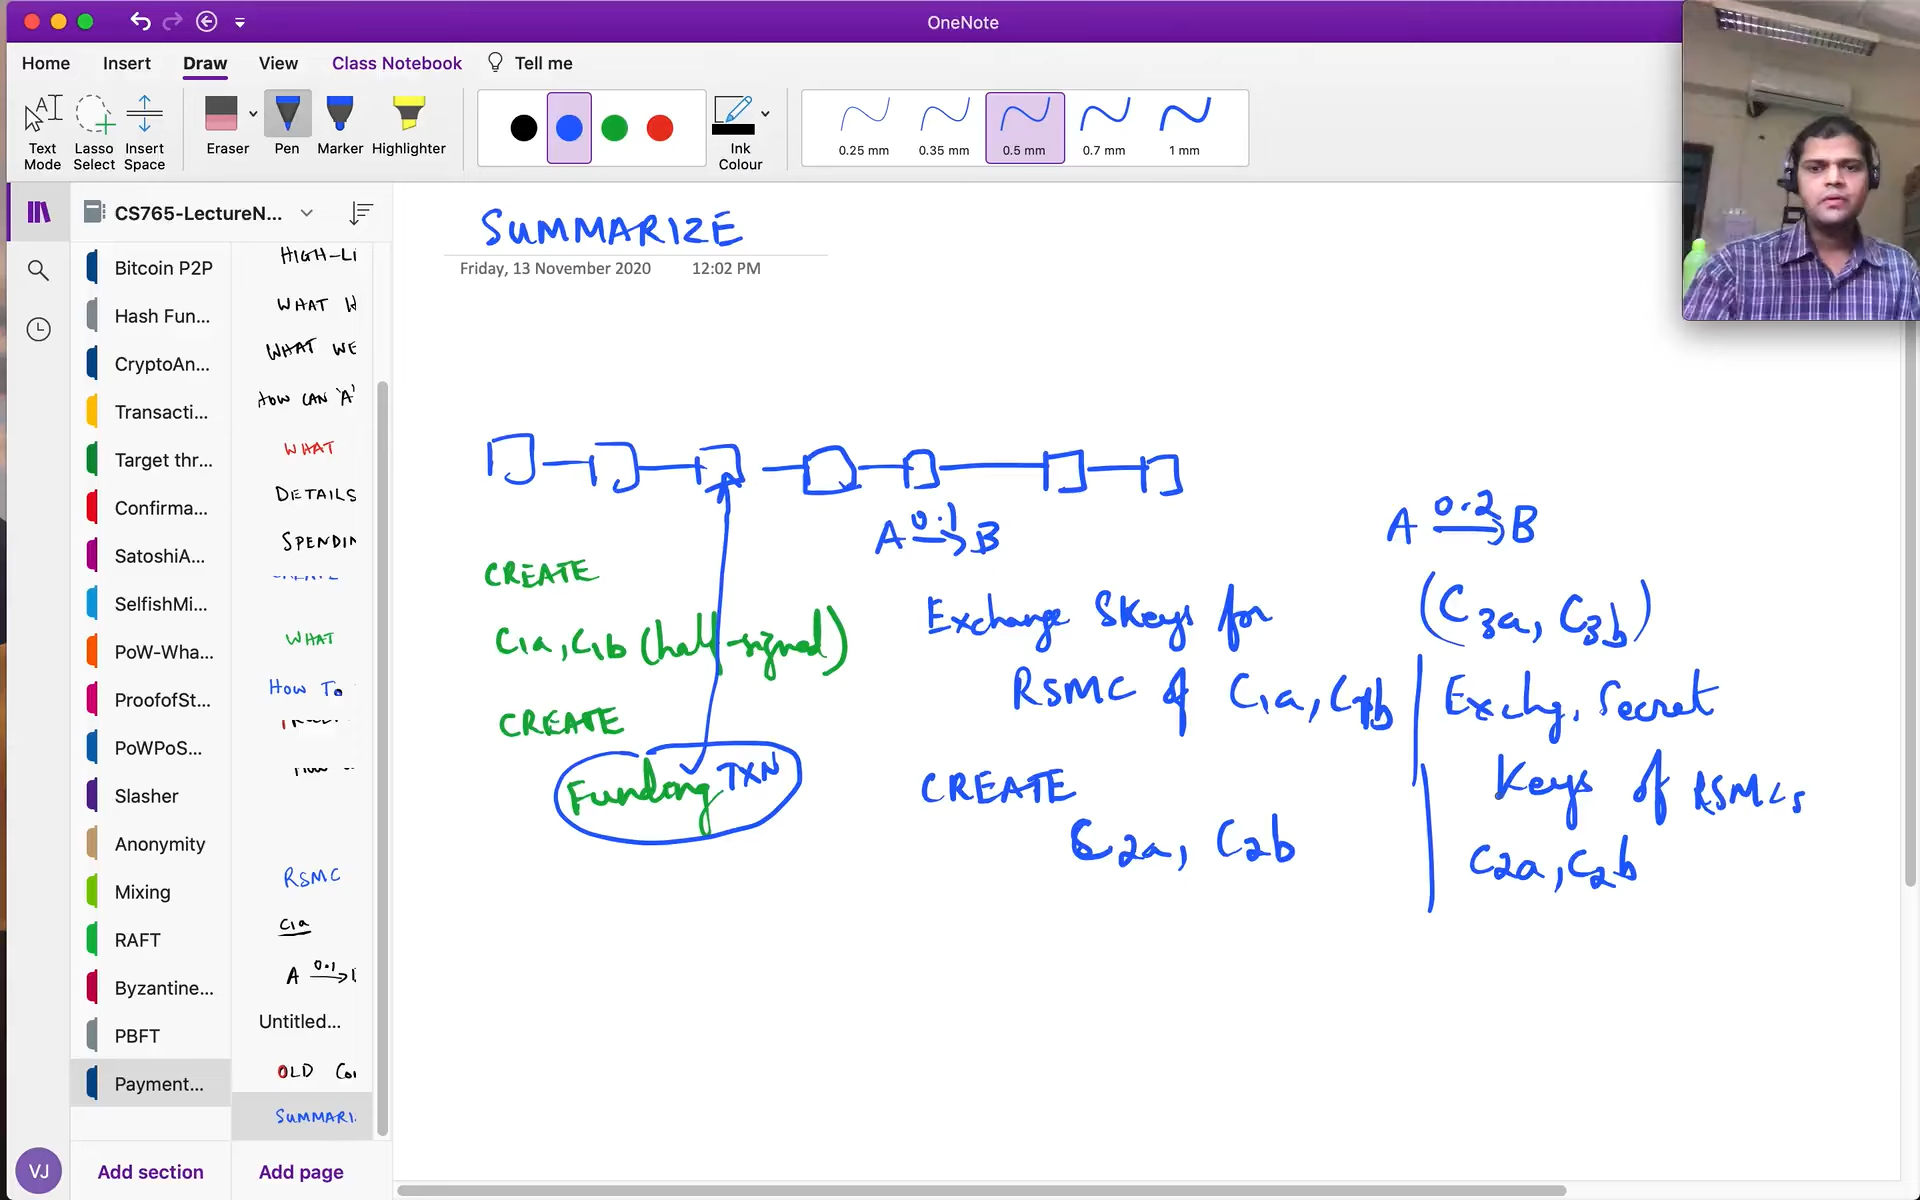 OneNote
Home Insert Draw View Class Notebook Tell me
Text Mode
Lasso Select
Insert Space
Eraser
Pen
Marker
Highlighter
Ink Colour
0.25 mm
0.35 mm
0.5 mm
0.7 mm
1 mm
CS765-LectureN...
Bitcoin P2P
Hash Fun...
CryptoAn...
Transacti...
Target thr...
Confirma...
SatoshiA...
SelfishMi...
PoW-Wha...
ProofofSt...
PoWPoS...
Slasher
Anonymity
Mixing
RAFT
Byzantine...
PBFT
Payment...
Add section
VJ
HIGH-LI
WHAT
WHAT WE
HOW CAN 'A'
WHAT
DETAILS
SPENDIN
WHAT
HOW TO
RSMC
C1a
A 0.1
Untitled...
OLD COI
SUMMARI.
Add page
SUMMARIZE
Friday, 13 November 2020 12:02 PM
A 0.1 B
CREATE
C1a, C1b (half-signed)
CREATE
Funding TXN
Exchange SKeys for
RSMC of C1a, C1b
CREATE
C2a, C2b
A 0.2 B
(C3a, C3b)
Exchg. Secret
Keys of RSMCs
C2a, C2b